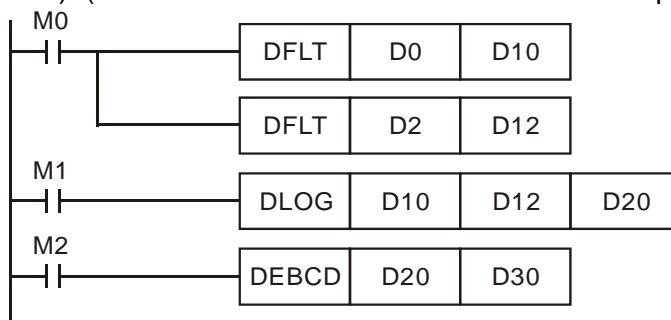 M0
DFLT D0 D10
DFLT D2 D12
M1
DLOG D10 D12 D20
M2
DEBCD D20 D30